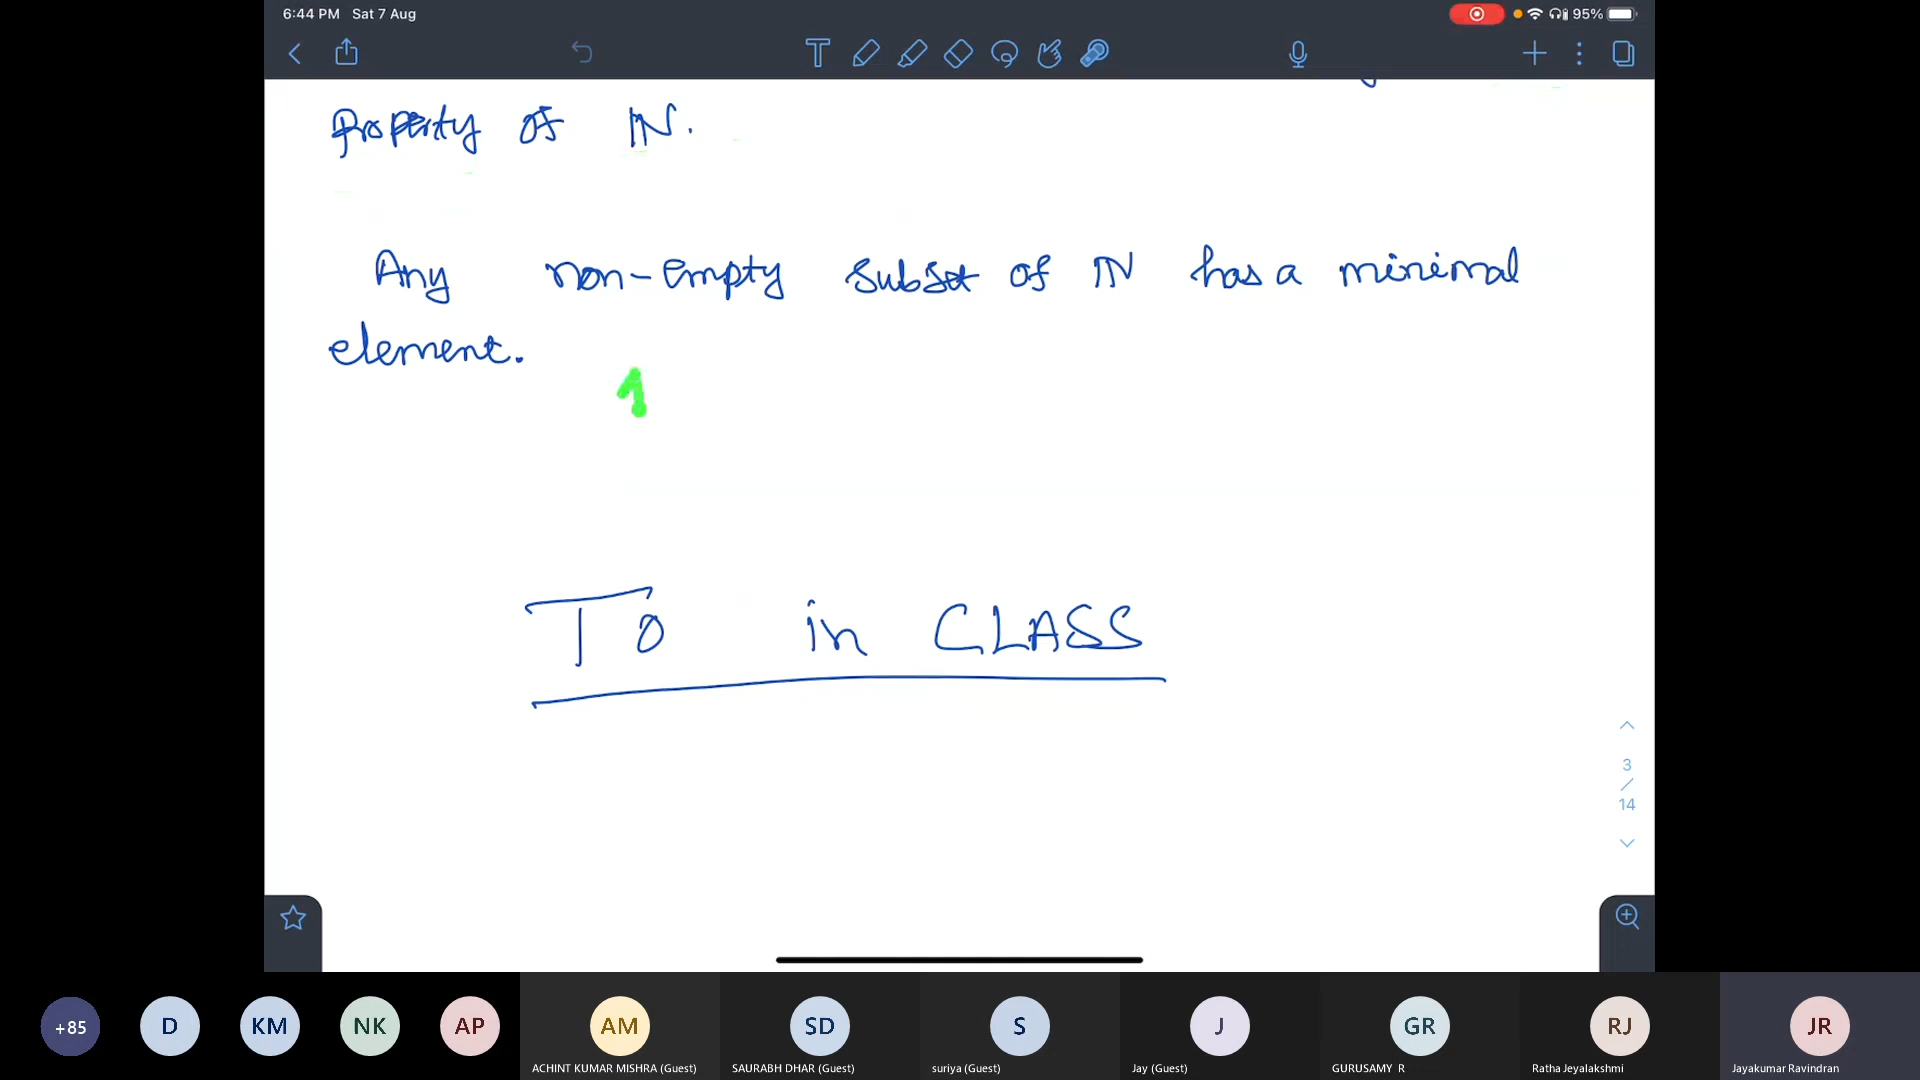 6:44 PM Sat 7 Aug
95%
Property of IN.
Any non-empty subset of IN has a minimal
element.
1
To in CLASS
3
/
14
+85
D
KM
NK
AP
AM
SD
S
J
GR
RJ
JR
ACHINT KUMAR MISHRA (Guest)
SAURABH DHAR (Guest)
suriya (Guest)
Jay (Guest)
GURUSAMY R
Ratha Jeyalakshmi
Jayakumar Ravindran